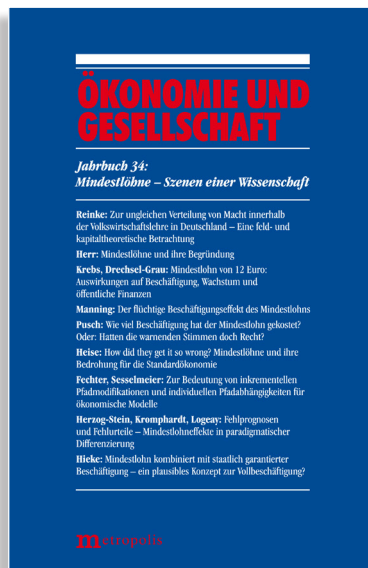 ÖKONOMIE UND
GESELLSCHAFT
Jahrbuch 34:
Mindestlöhne – Szenen einer Wissenschaft
Reinke: Zur ungleichen Verteilung von Macht innerhalb
der Volkswirtschaftslehre in Deutschland – Eine feld- und
kapitaltheoretische Betrachtung
Herr: Mindestlöhne und ihre Begründung
Krebs, Drechsel-Grau: Mindestlohn von 12 Euro:
Auswirkungen auf Beschäftigung, Wachstum und
öffentliche Finanzen
Manning: Der flüchtige Beschäftigungseffekt des Mindestlohns
Pusch: Wie viel Beschäftigung hat der Mindestlohn gekostet?
Oder: Hatten die warnenden Stimmen doch Recht?
Heise: How did they get it so wrong? Mindestlöhne und ihre
Bedrohung für die Standardökonomie
Fechter, Sesselmeier: Zur Bedeutung von inkrementellen
Pfadmodifikationen und individuellen Pfadabhängigkeiten für
ökonomische Modelle
Herzog-Stein, Kromphardt, Logeay: Fehlprognosen
und Fehlurteile – Mindestlohneffekte in paradigmatischer
Differenzierung
Hieke: Mindestlohn kombiniert mit staatlich garantierter
Beschäftigung – ein plausibles Konzept zur Vollbeschäftigung?
metropolis